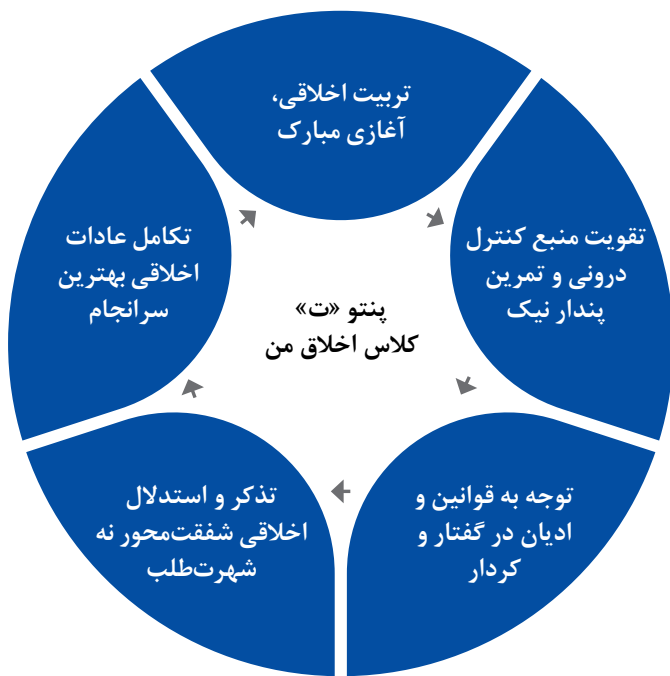 تربیت اخلاقی،
آغازی مبارک
تقویت منبع کنترل
درونی و تمرین
پندار نیک
توجه به قوانین و
ادیان در گفتار و
کردار
تذکر و استدلال
اخلاقی شفقت‌محور نه
شهرت‌طلب
تکامل عادات
اخلاقی بهترین
سرانجام
پنتو «ت»
کلاس اخلاق من